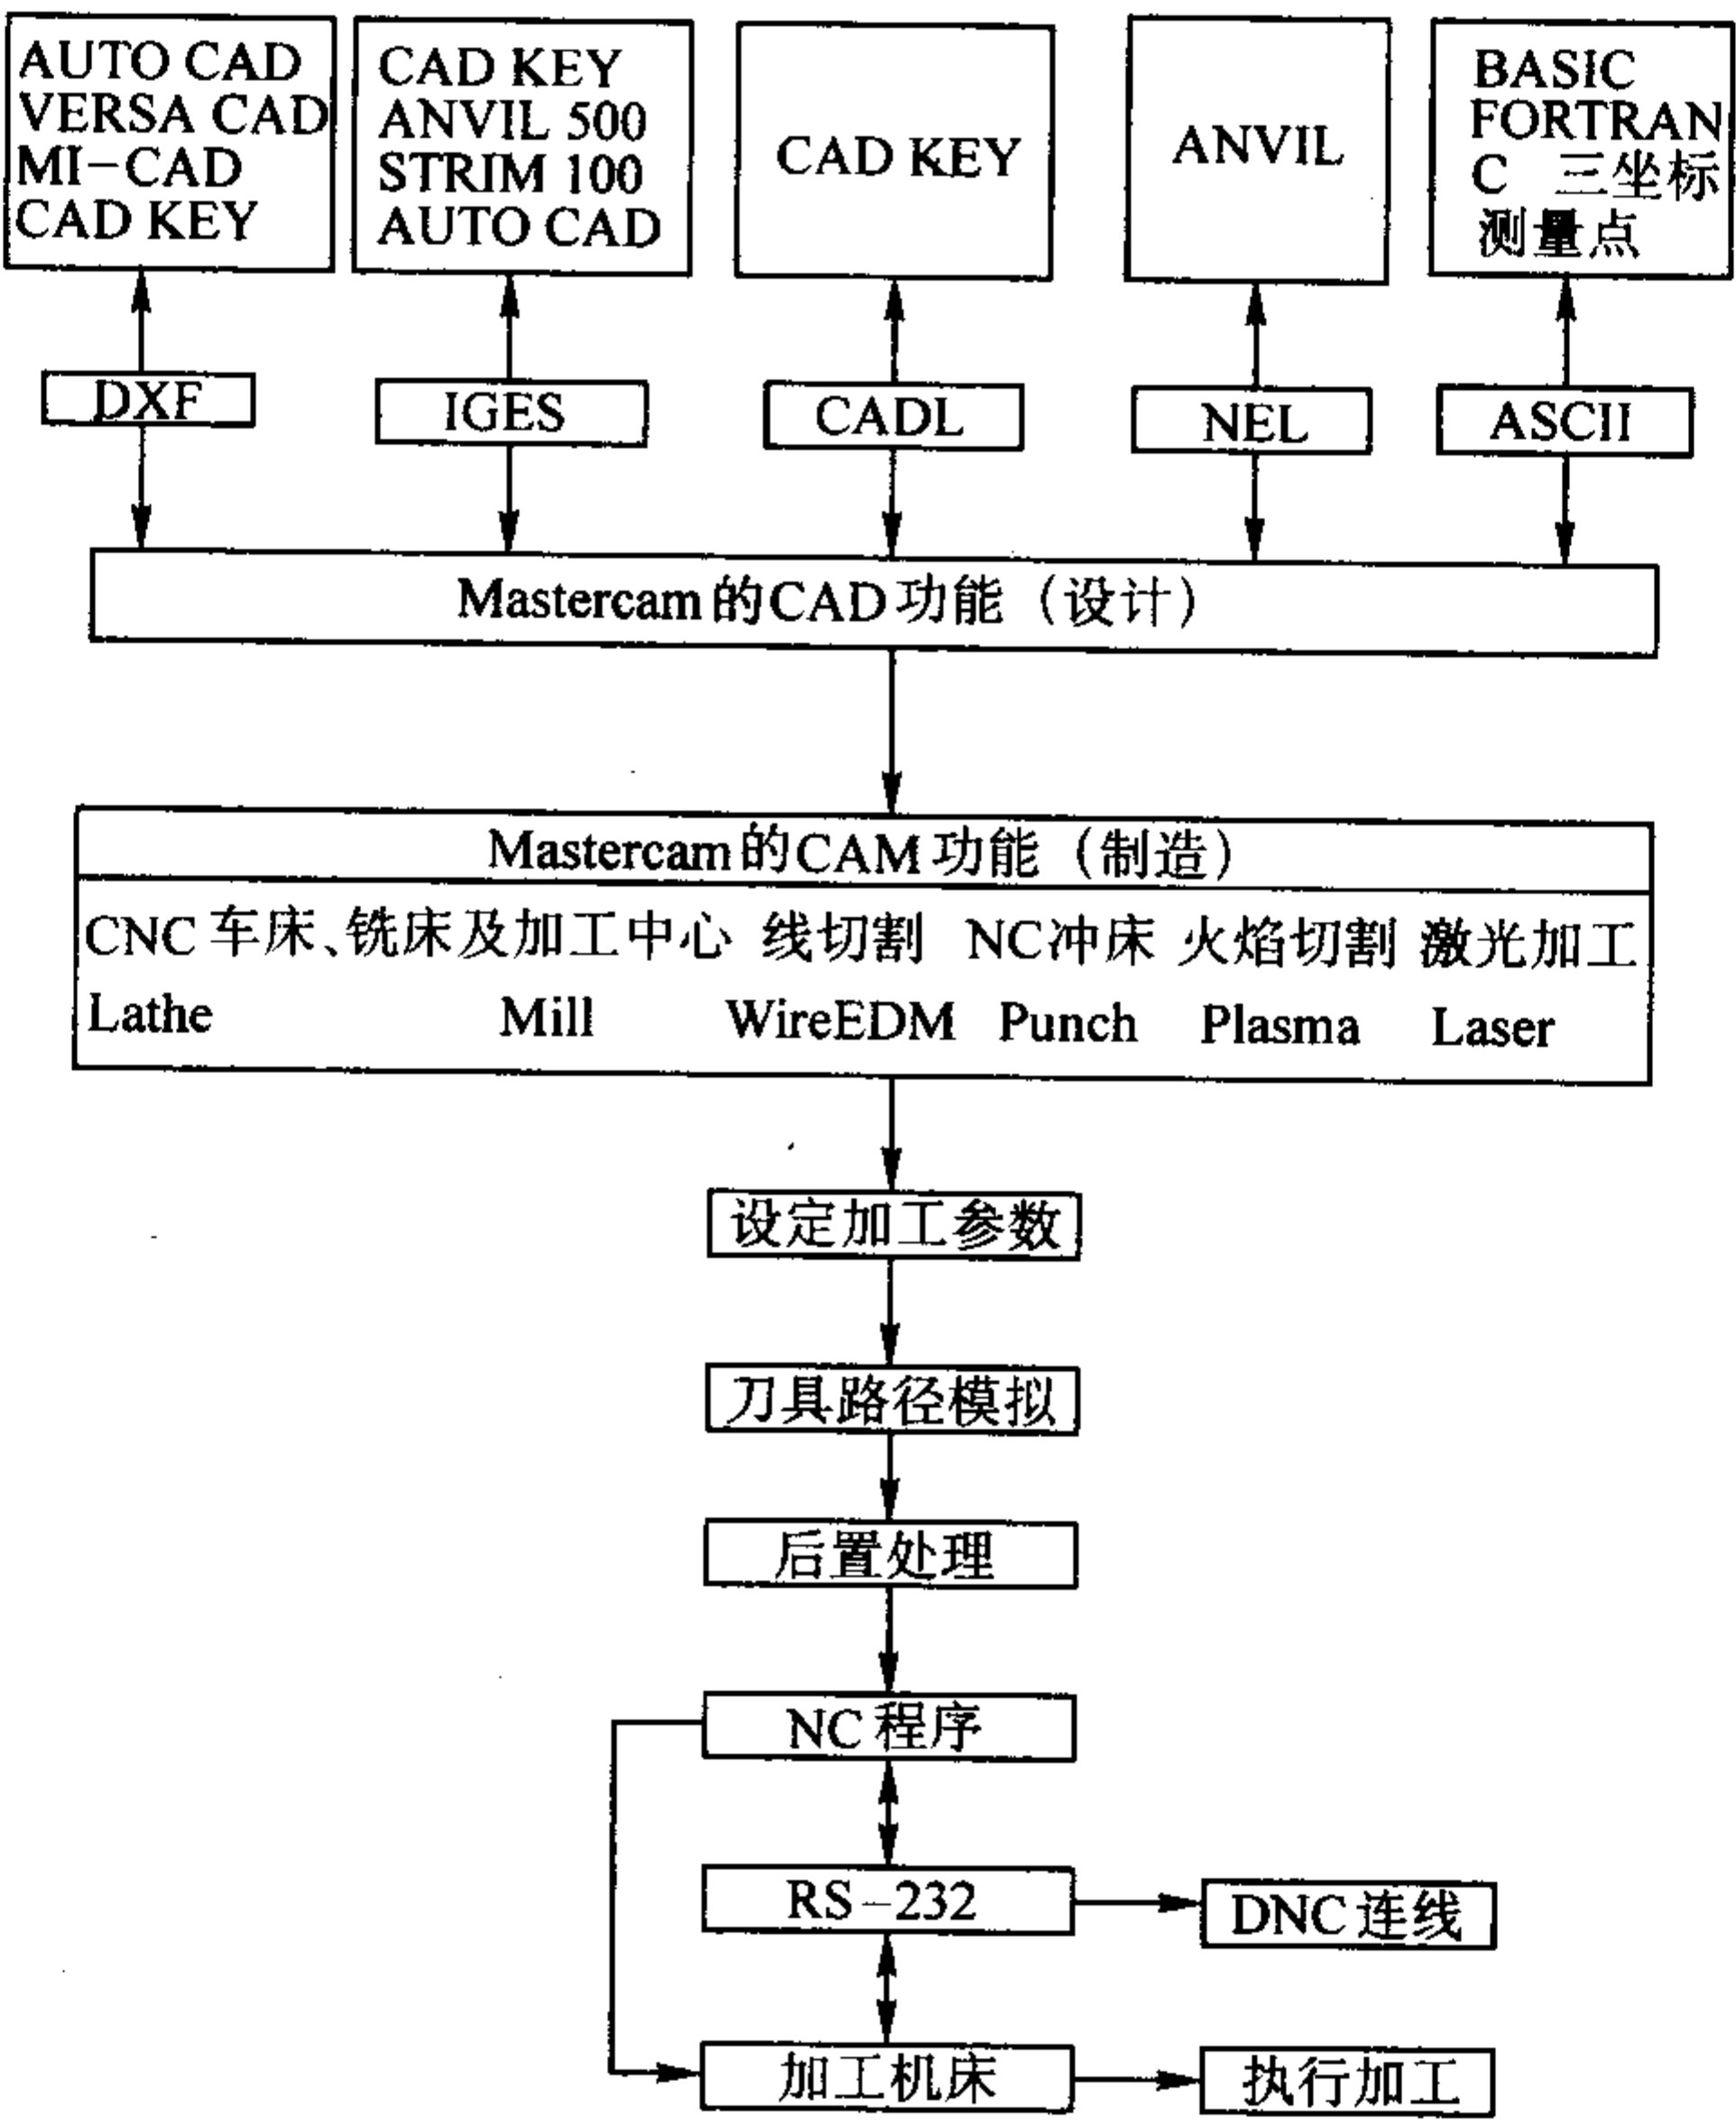 AUTO CAD
VERSA CAD
MI-CAD
CAD KEY
CAD KEY
ANVIL 500
STRIM 100
AUTO CAD
CAD KEY
ANVIL
BASIC
FORTRAN
C 三坐标
测量点
DXF
IGES
CADL
NEL
ASCII
Mastercam的CAD功能（设计）
Mastercam的CAM功能（制造）
CNC车床、铣床及加工中心 线切割 NC冲床 火焰切割 激光加工
Lathe Mill WireEDM Punch Plasma Laser
设定加工参数
刀具路径模拟
后置处理
NC程序
RS-232
DNC连线
加工机床
执行加工